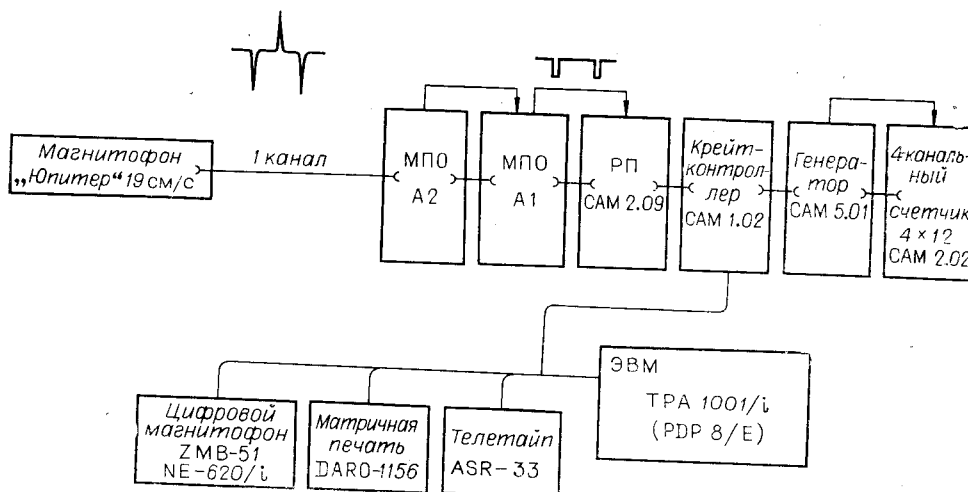 Магнитофон
„Юпитер“ 19 см/с
1 канал
МПО
А2
МПО
А1
РП
САМ 2.09
Крейт-
контрол-
лер
САМ 1.02
Генера-
тор
САМ 5.01
4-каналь-
ный
счетчик
4 × 12
САМ 2.02
ЭВМ
ТРА 1001/i
(PDP 8/E)
Цифровой
магнитофон
ZMB-51
NE-620/i
Матричная
печать
DARO-1156
Телетайп
ASR-33